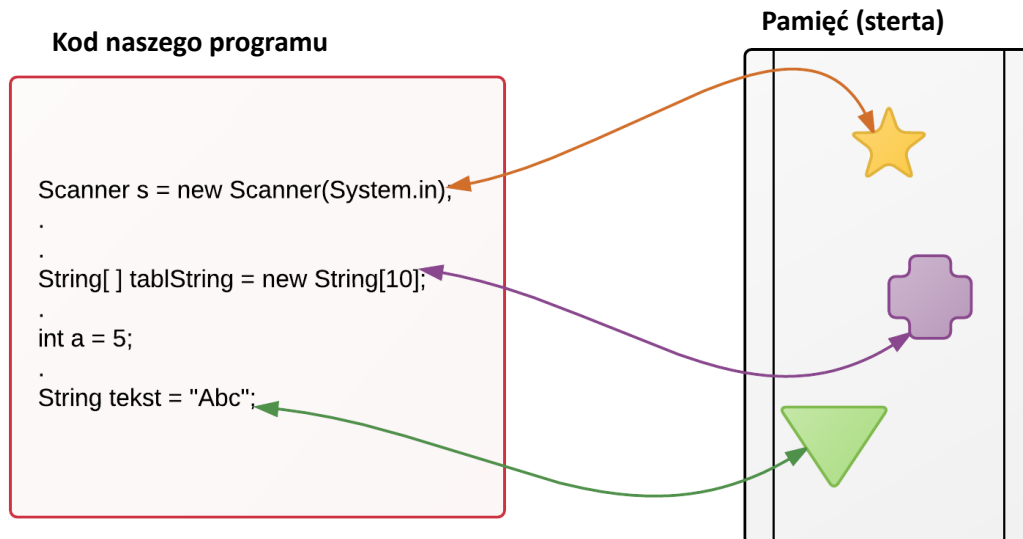 Pamięć (sterta)
Kod naszego programu
Scanner s = new Scanner(System.in);
.
.
String[ ] tablString = new String[10];
.
int a = 5;
.
String tekst = "Abc";